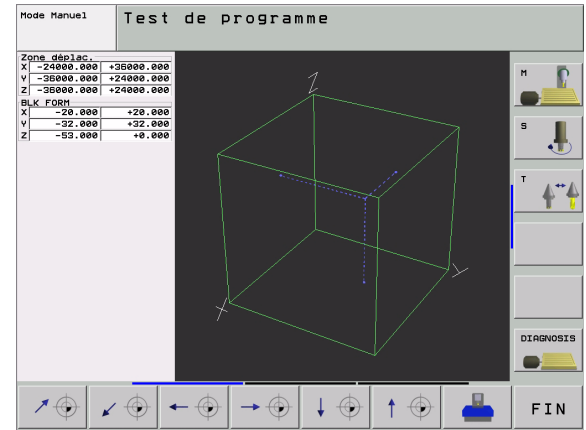 Mode Manuel
Test de programme
Zone déplac.
X -24000.000 +36000.000
Y -36000.000 +24000.000
Z -36000.000 +24000.000
BLK FORM
X -20.000 +20.000
Y -32.000 +32.000
Z -53.000 +0.000
Z
X
Y
M
S
T
DIAGNOSIS
FIN